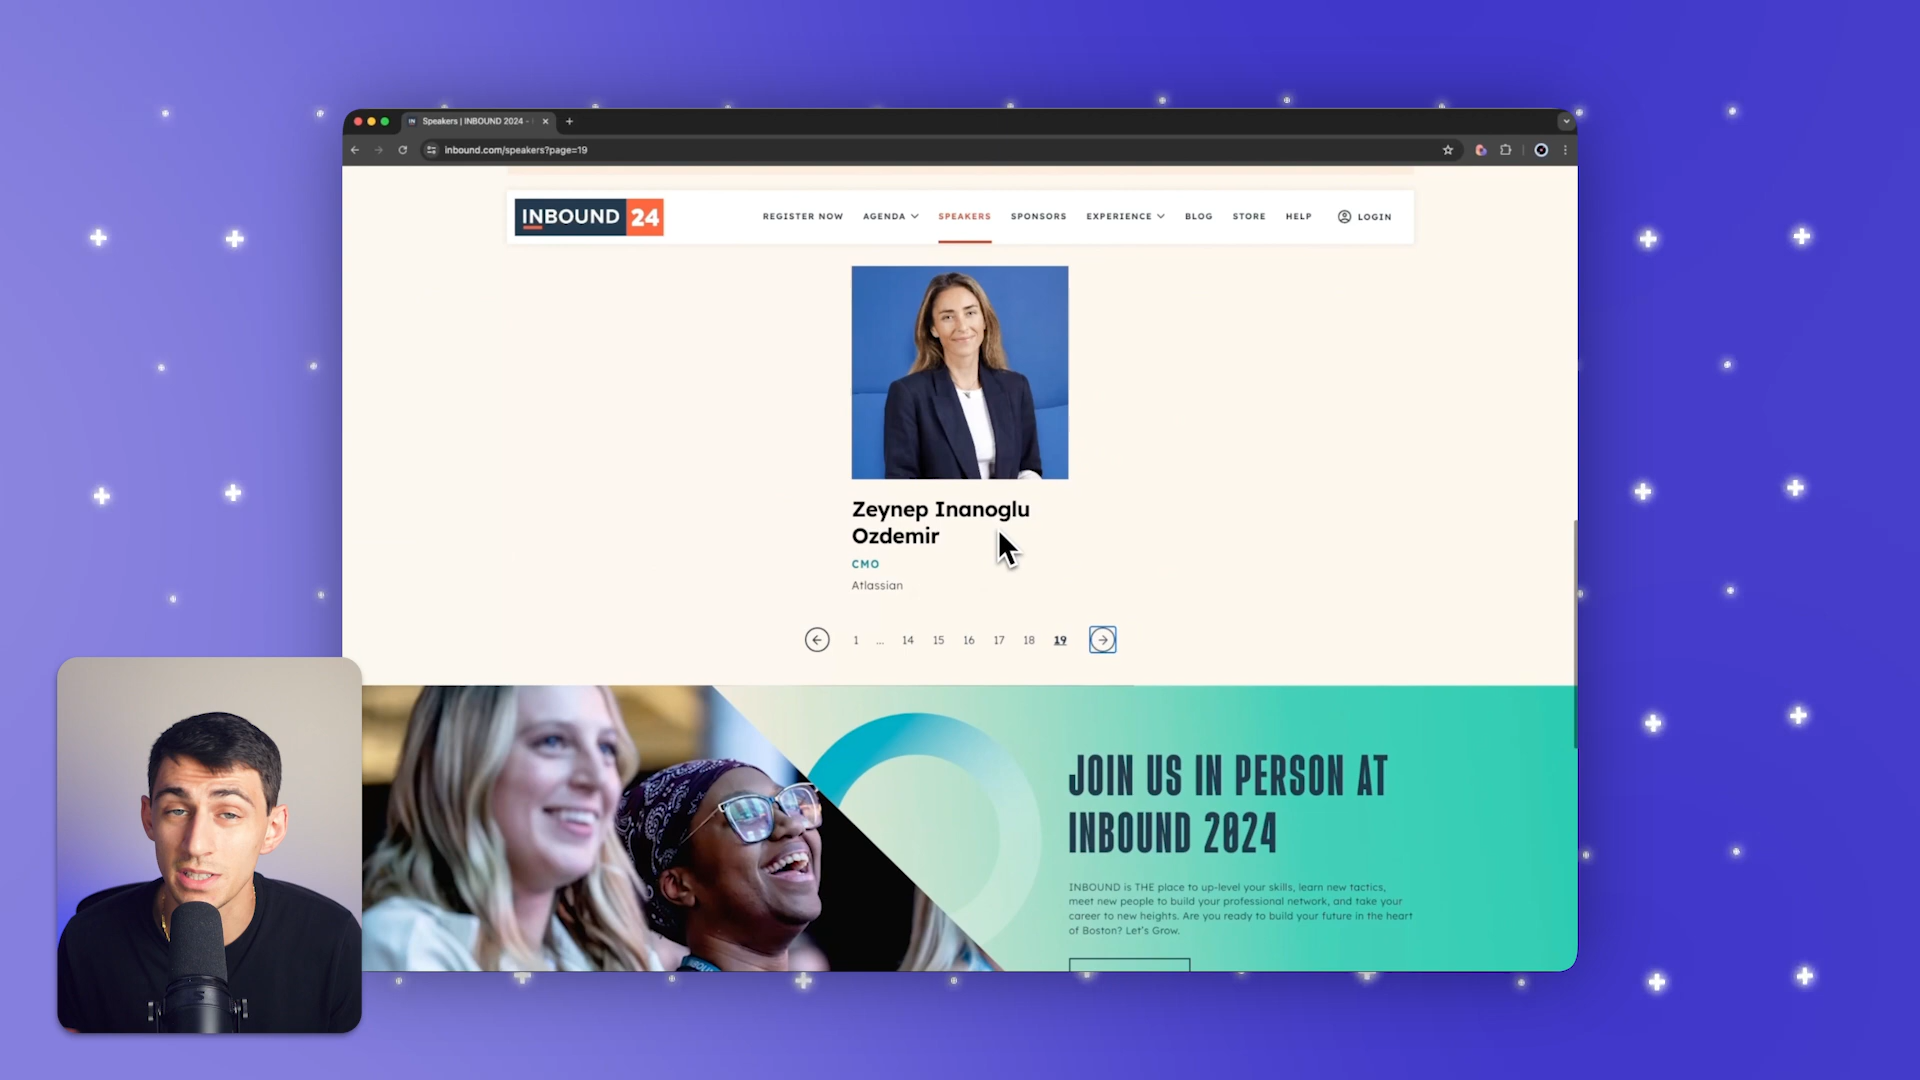 Speakers | INBOUND 2024 -
inbound.com/speakers?page=19
INBOUND 24
REGISTER NOW AGENDA SPEAKERS SPONSORS EXPERIENCE BLOG STORE HELP LOGIN
Zeynep Inanoglu
Ozdemir
CMO
Atlassian
1 ... 14 15 16 17 18 19
JOIN US IN PERSON AT
INBOUND 2024
INBOUND is THE place to up-level your skills, learn new tactics,
meet new people to build your professional network, and take your
career to new heights. Are you ready to build your future in the heart
of Boston? Let's Grow.